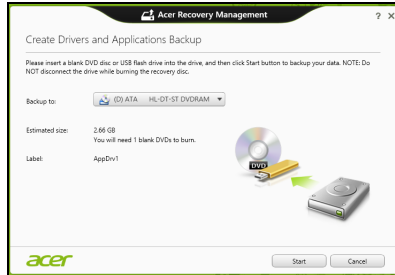 Acer Recovery Management
? X
Create Drivers and Applications Backup
Please insert a blank DVD disc or USB flash drive into the drive, and then click Start button to backup your data. NOTE: Do
NOT disconnect the drive while burning the recovery disc.
Backup to: (D) ATA HL-DT-ST DVDRAM
Estimated size: 2.66 GB
You will need 1 blank DVDs to burn.
Label: AppDrv1
DVD
acer Start Cancel